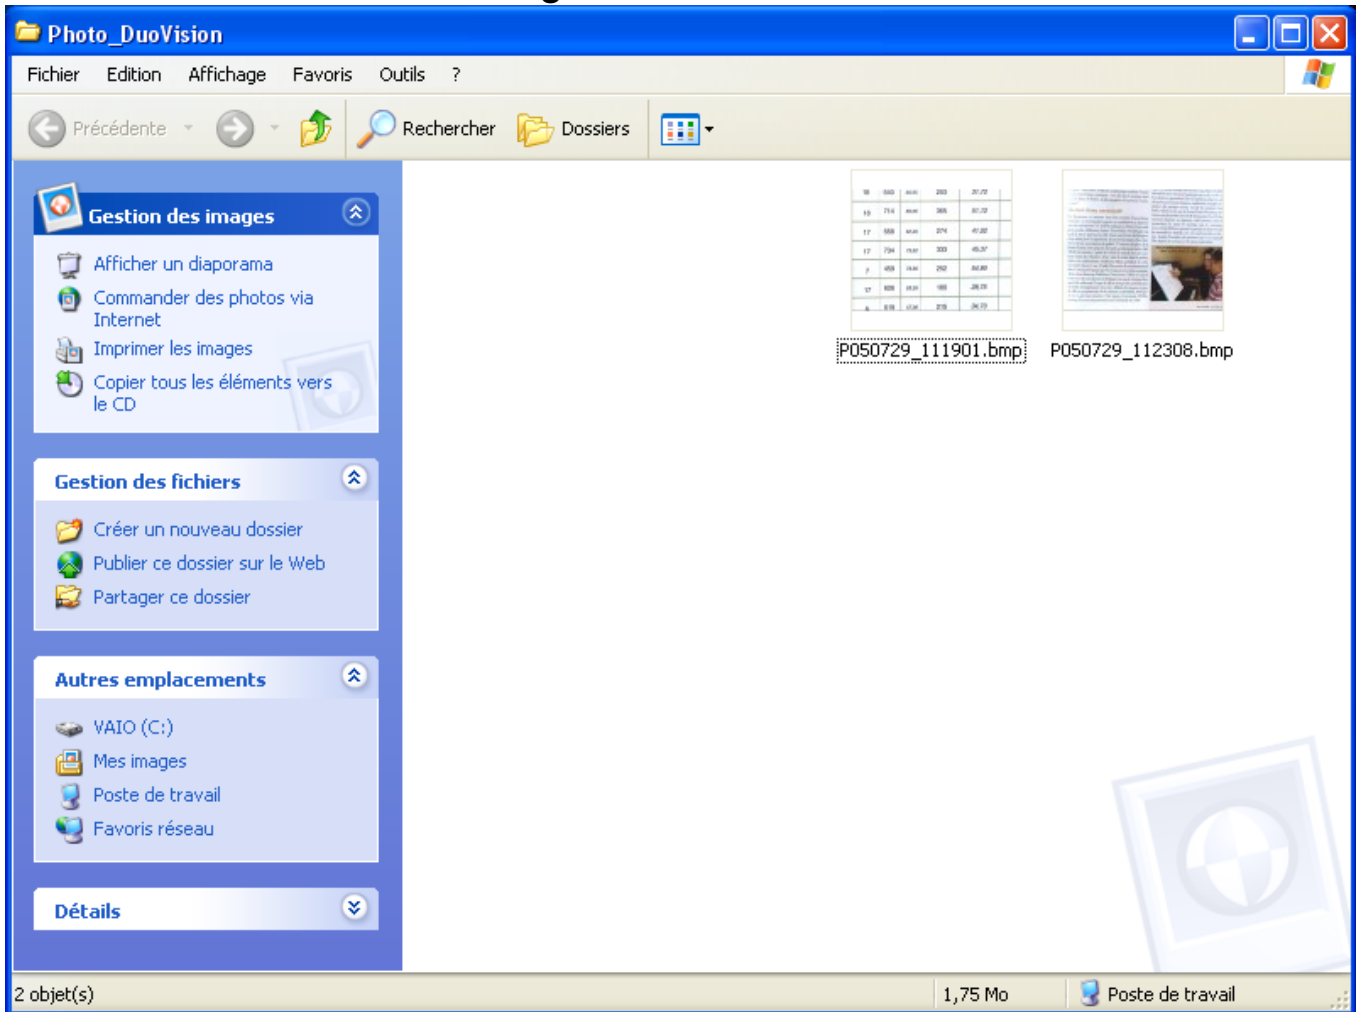 Photo_DuoVision
Fichier Edition Affichage Favoris Outils ?
Précédente Rechercher Dossiers
Gestion des images
Afficher un diaporama
Commander des photos via
Internet
Imprimer les images
Copier tous les éléments vers
le CD
Gestion des fichiers
Créer un nouveau dossier
Publier ce dossier sur le Web
Partager ce dossier
Autres emplacements
VAIO (C:)
Mes images
Poste de travail
Favoris réseau
Détails
P050729_111901.bmp P050729_112308.bmp
2 objet(s) 1,75 Mo Poste de travail